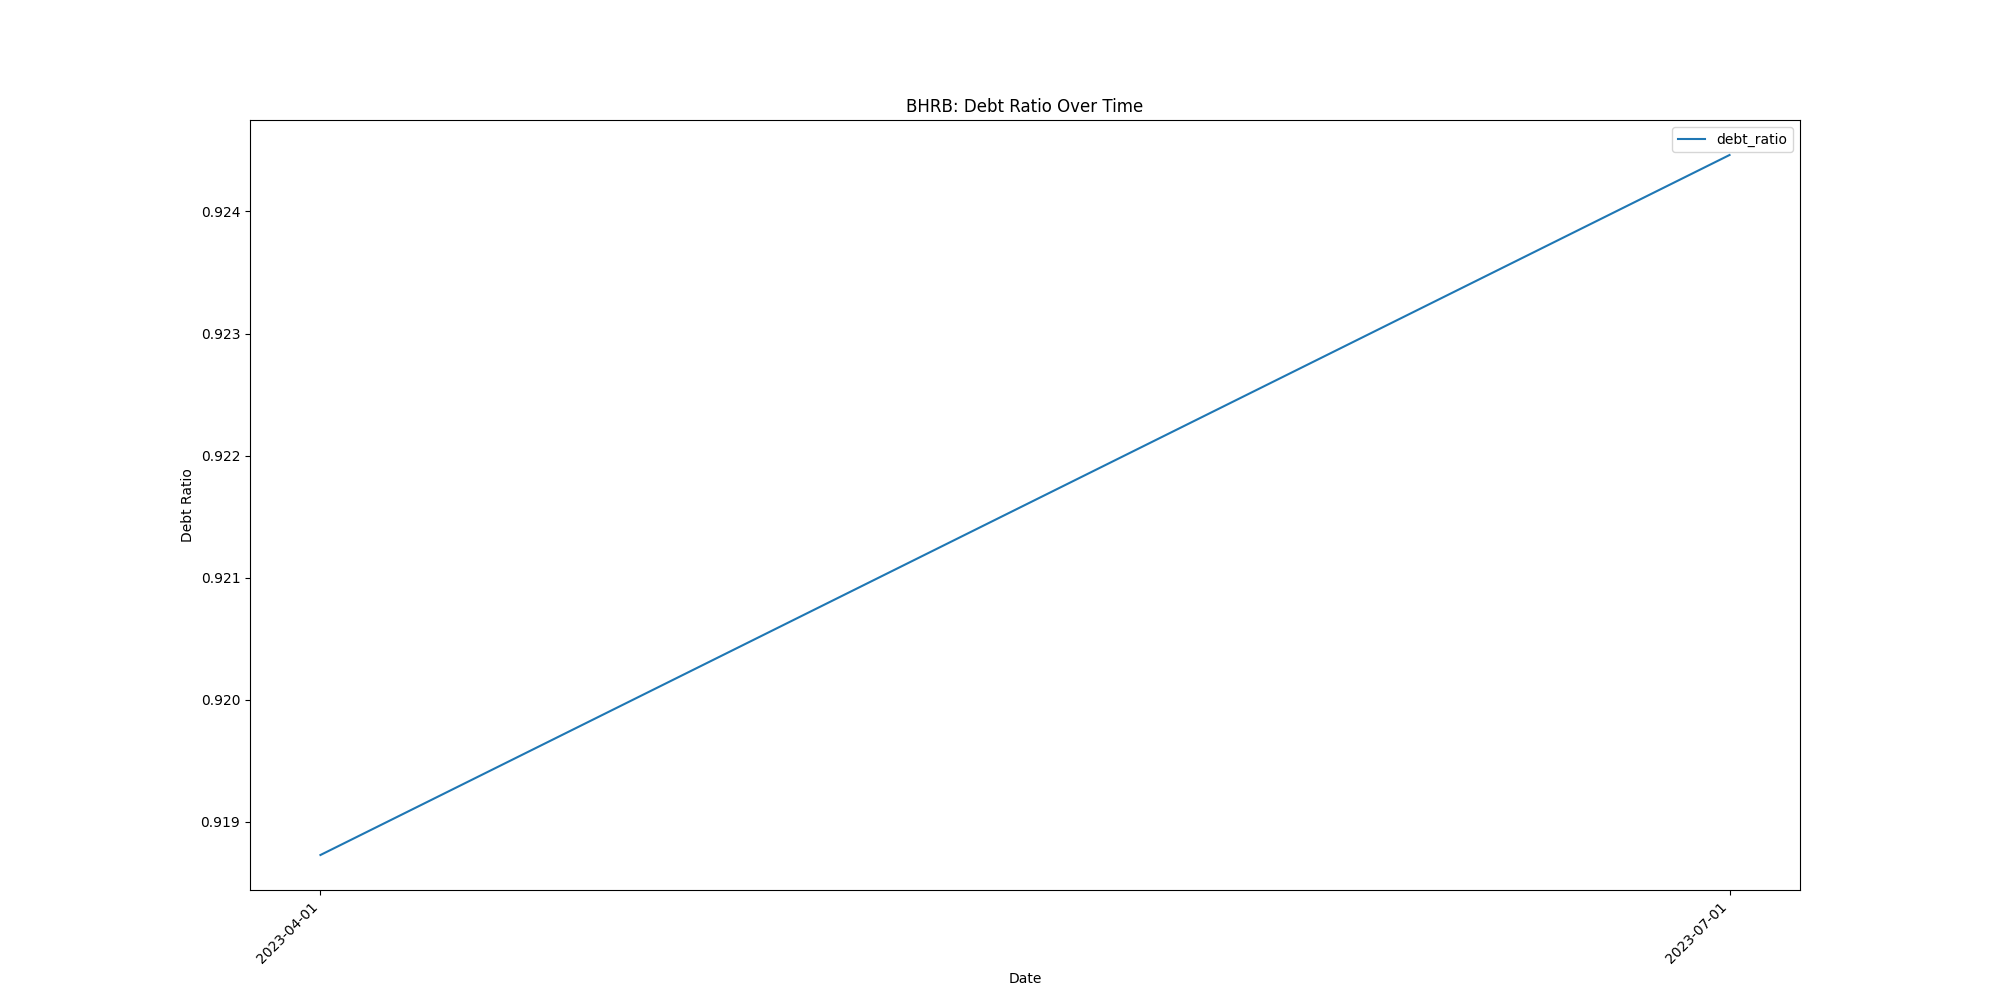 BHRB: Debt Ratio Over Time
debt_ratio
0.924
0.923
0.922
0.921
0.920
0.919
Debt Ratio
2023-04-01
2023-07-01
Date